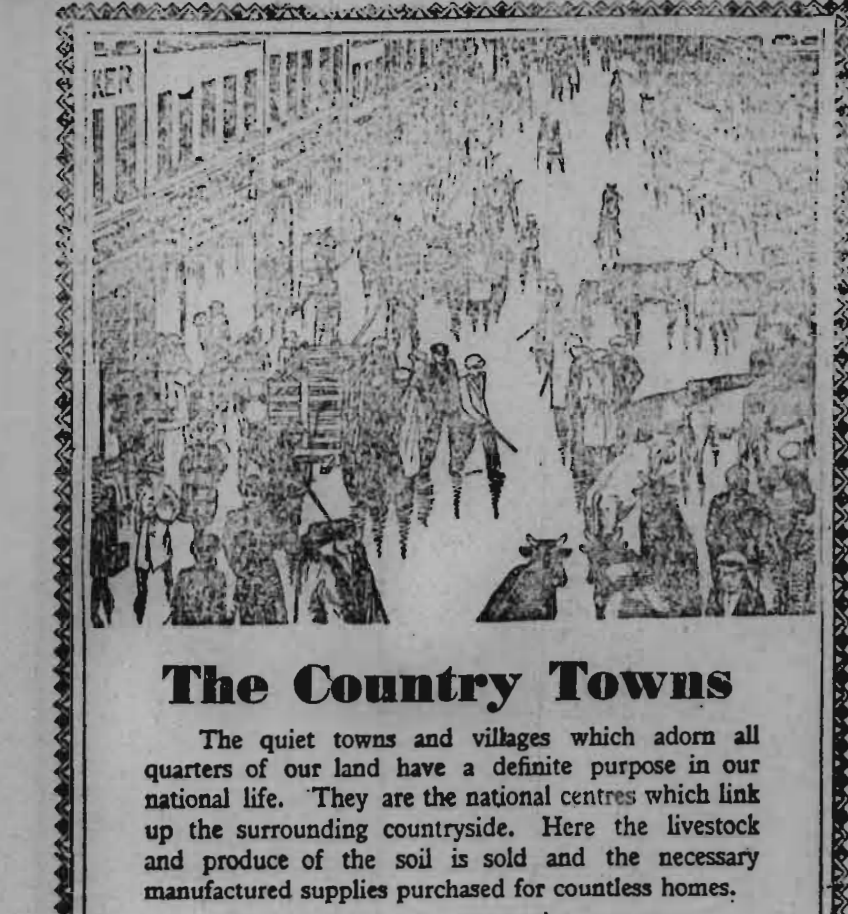 KER
The Country Towns
The quiet towns and villages which adorn all
quarters of our land have a definite purpose in our
national life. They are the national centres which link
up the surrounding countryside. Here the livestock
and produce of the soil is sold and the necessary
manufactured supplies purchased for countless homes.